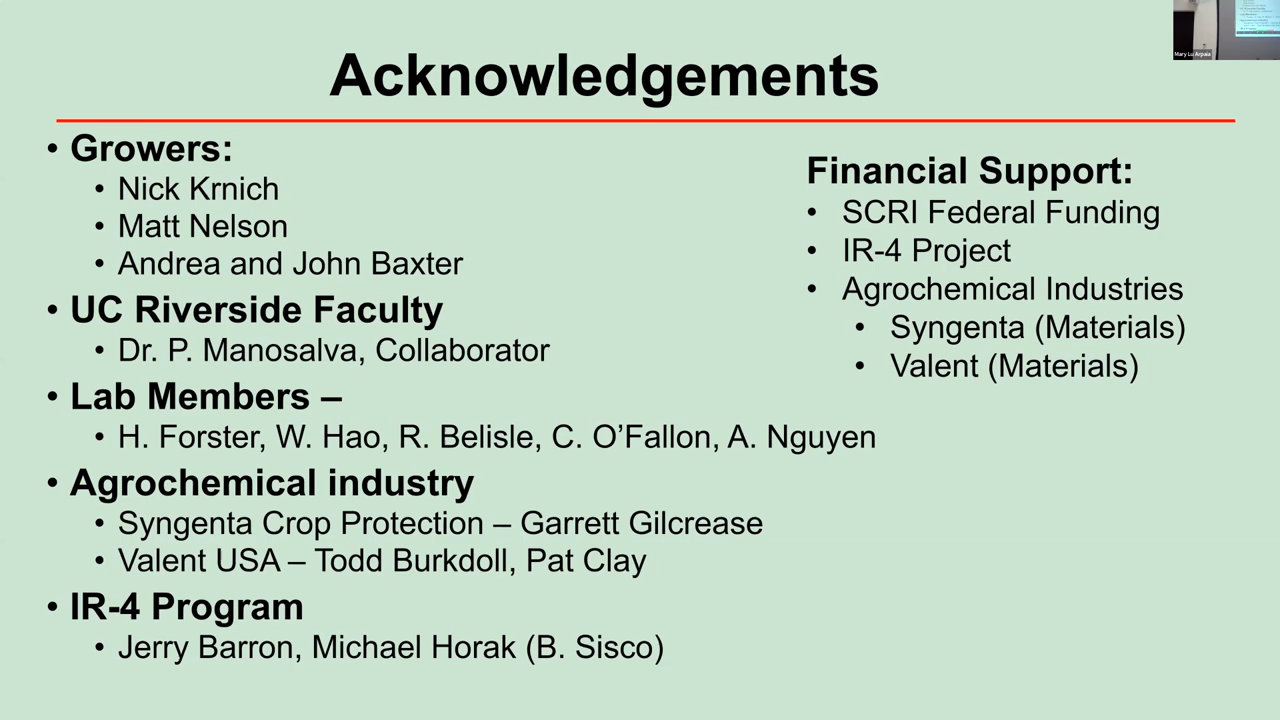 Acknowledgements
• Growers:
• Nick Krnich
• Matt Nelson
• Andrea and John Baxter
• UC Riverside Faculty
• Dr. P. Manosalva, Collaborator
• Lab Members –
• H. Forster, W. Hao, R. Belisle, C. O’Fallon, A. Nguyen
• Agrochemical industry
• Syngenta Crop Protection – Garrett Gilcrease
• Valent USA – Todd Burkdoll, Pat Clay
• IR-4 Program
• Jerry Barron, Michael Horak (B. Sisco)
Financial Support:
• SCRI Federal Funding
• IR-4 Project
• Agrochemical Industries
• Syngenta (Materials)
• Valent (Materials)
Mary Lu Arpaia